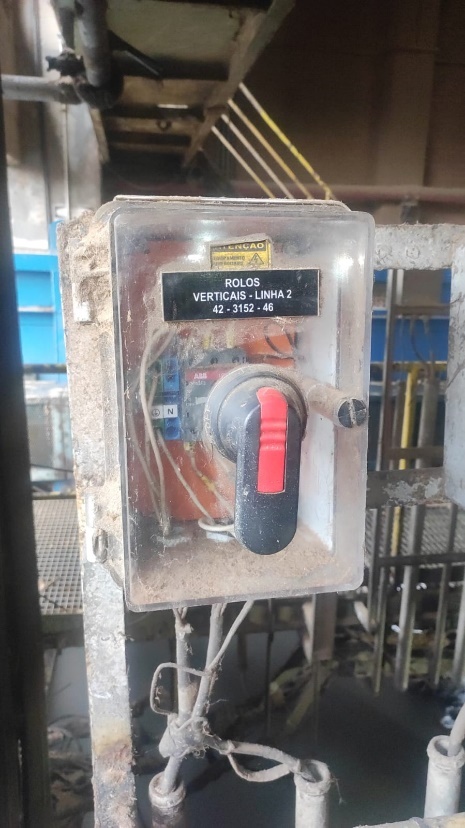 ATENÇÃO
ROLOS
VERTICAIS - LINHA 2
42 - 3152 - 46
ABB
N